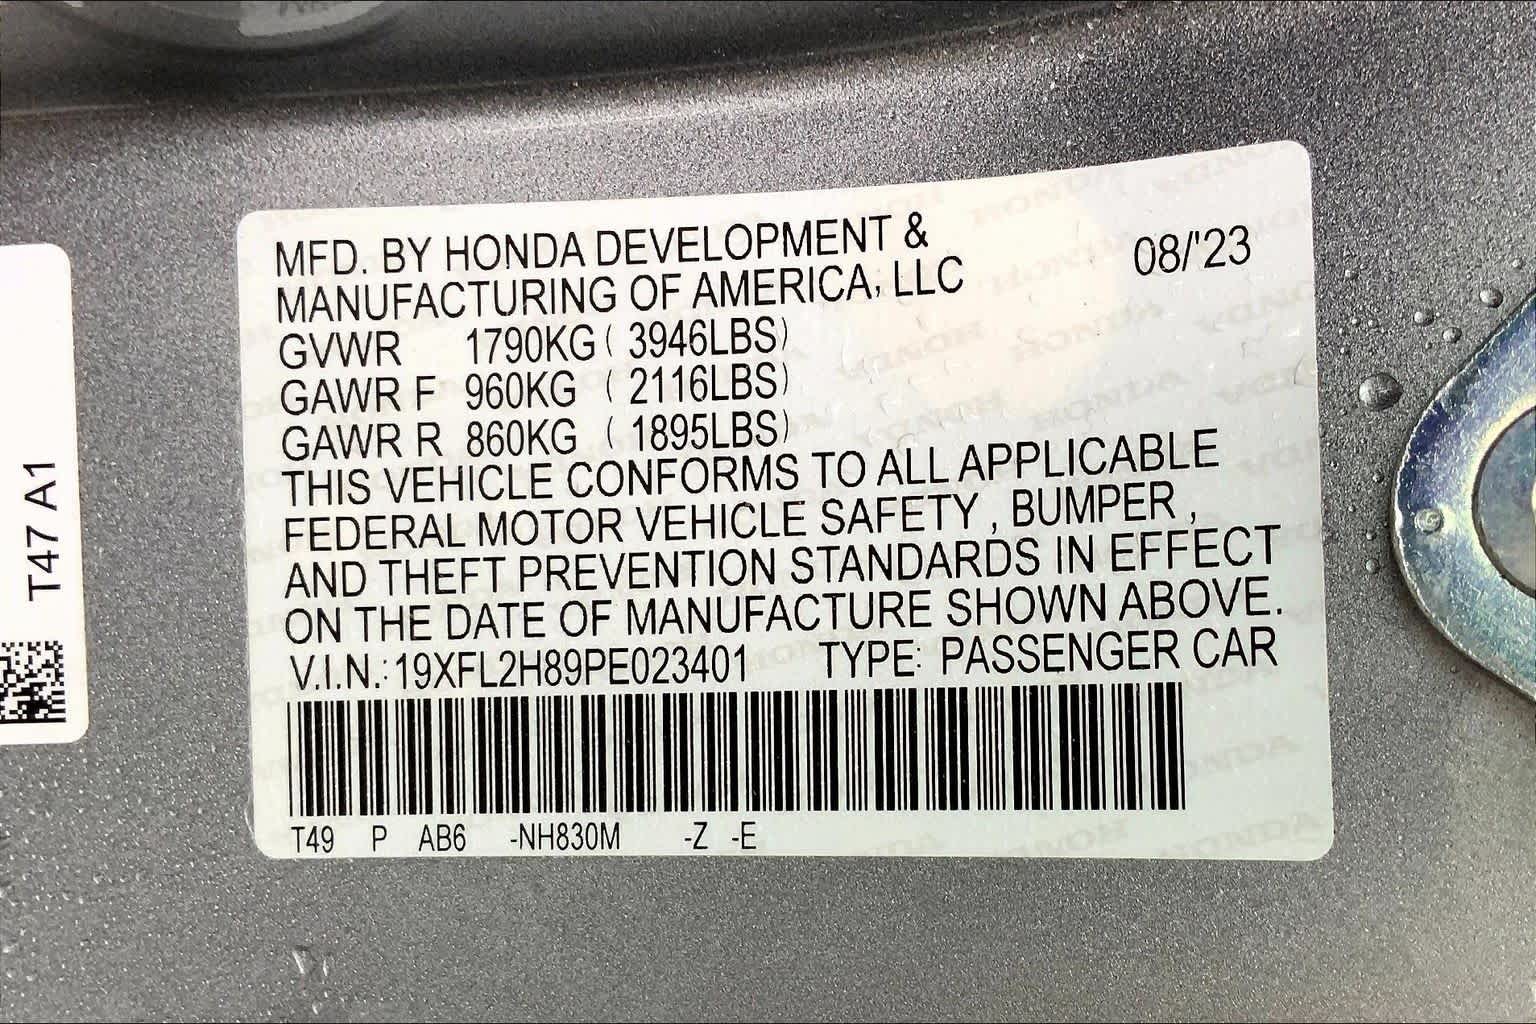 MFD. BY HONDA DEVELOPMENT &
MANUFACTURING OF AMERICA, LLC
08/'23
GVWR 1790KG ( 3946LBS)
GAWR F 960KG ( 2116LBS)
GAWR R 860KG ( 1895LBS)
THIS VEHICLE CONFORMS TO ALL APPLICABLE
FEDERAL MOTOR VEHICLE SAFETY , BUMPER ,
AND THEFT PREVENTION STANDARDS IN EFFECT
ON THE DATE OF MANUFACTURE SHOWN ABOVE.
V.I.N.: 19XFL2H89PE023401 TYPE: PASSENGER CAR
T49 P AB6 -NH830M -Z -E
T47 A1